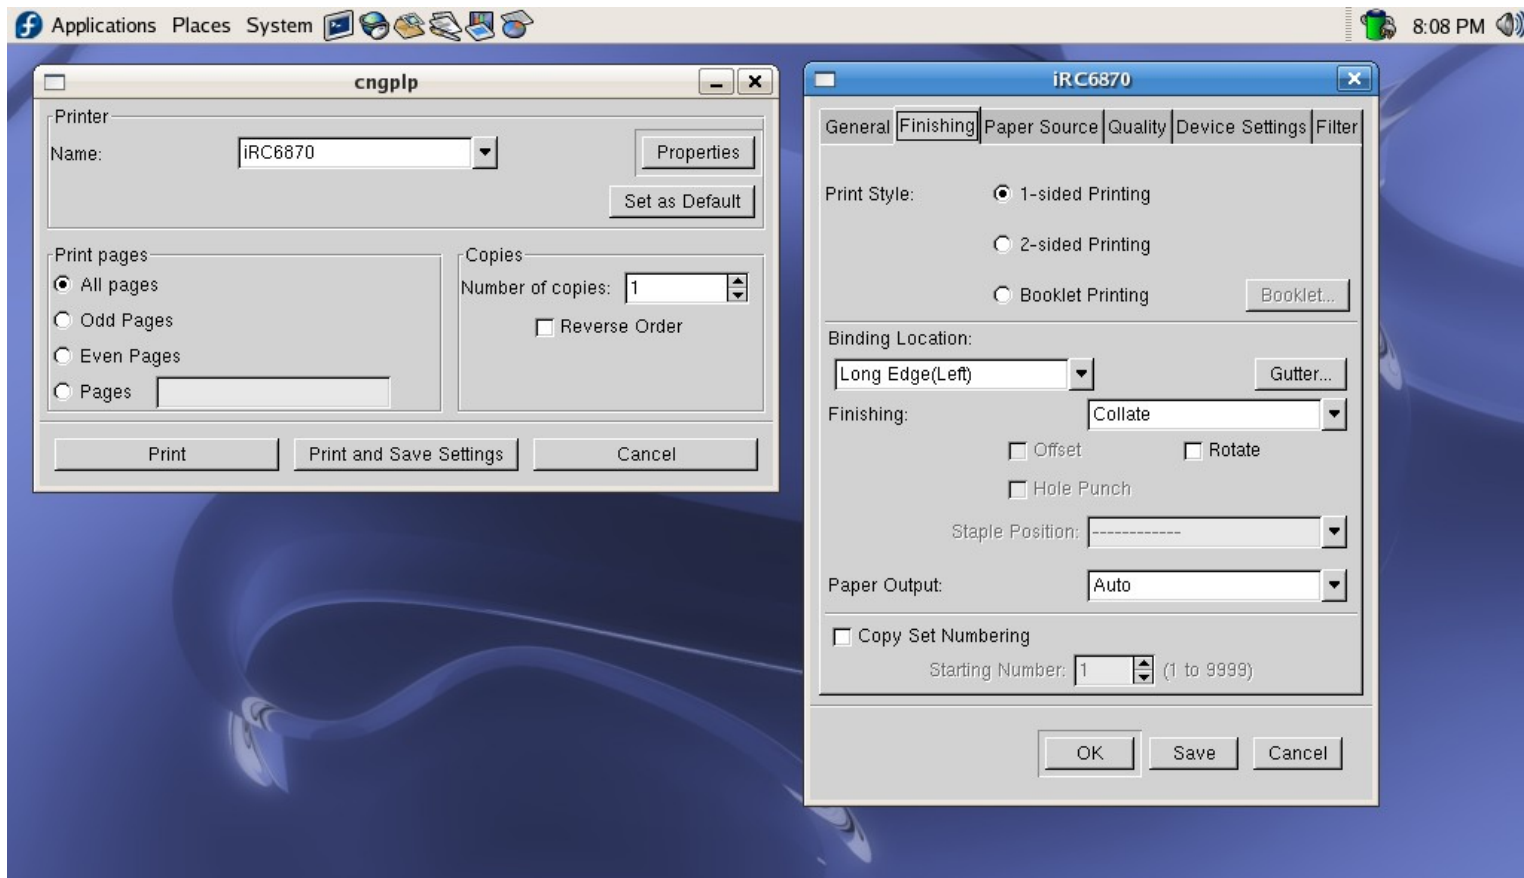 Applications Places System 8:08 PM
cngplp
Printer
Name: iRC6870 Properties
Set as Default
Print pages
All pages
Odd Pages
Even Pages
Pages
Copies
Number of copies: 1
Reverse Order
Print Print and Save Settings Cancel
iRC6870
General Finishing Paper Source Quality Device Settings Filter
Print Style: 1-sided Printing
2-sided Printing
Booklet Printing Booklet...
Binding Location:
Long Edge(Left) Gutter...
Finishing: Collate
Offset Rotate
Hole Punch
Staple Position: ------------
Paper Output: Auto
Copy Set Numbering
Starting Number: 1 (1 to 9999)
OK Save Cancel